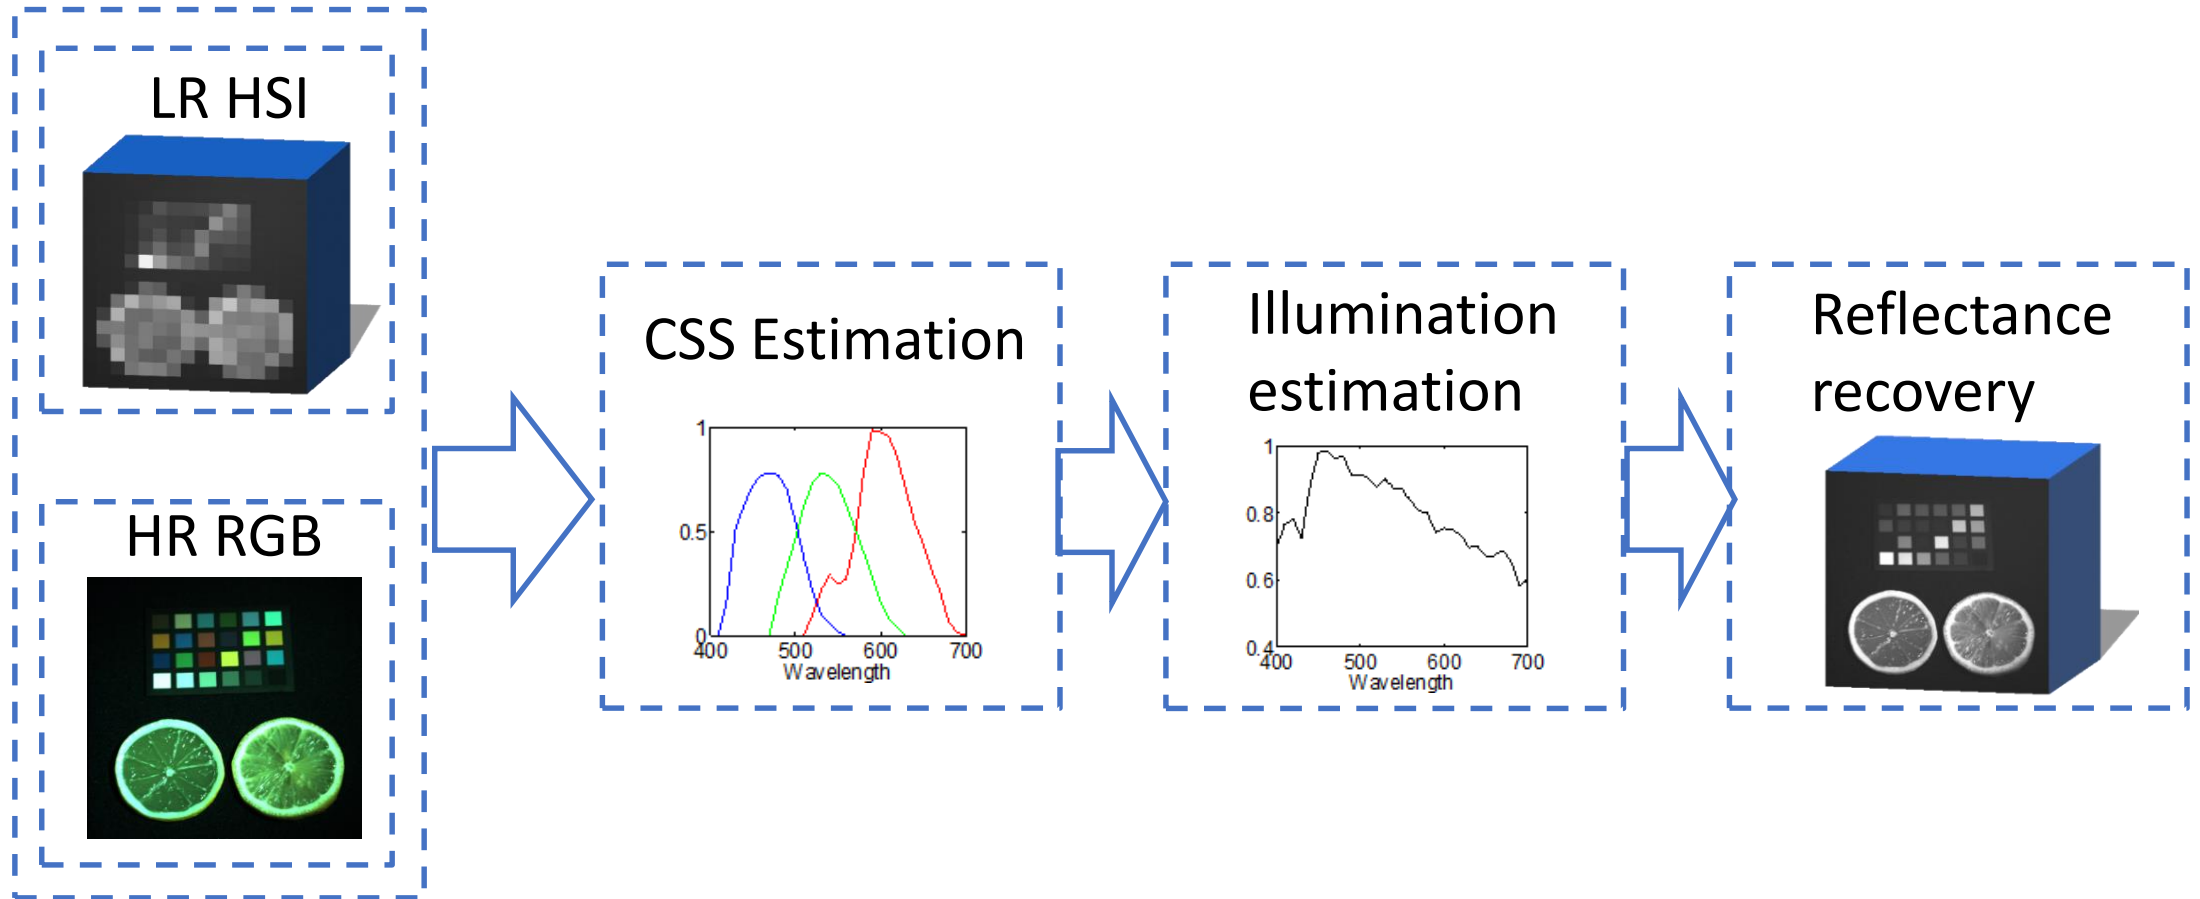 LR HSI
HR RGB
CSS Estimation
1
0.5
0
400 500 600 700
Wavelength
Illumination
estimation
1
0.8
0.6
0.4
400 500 600 700
Wavelength
Reflectance
recovery